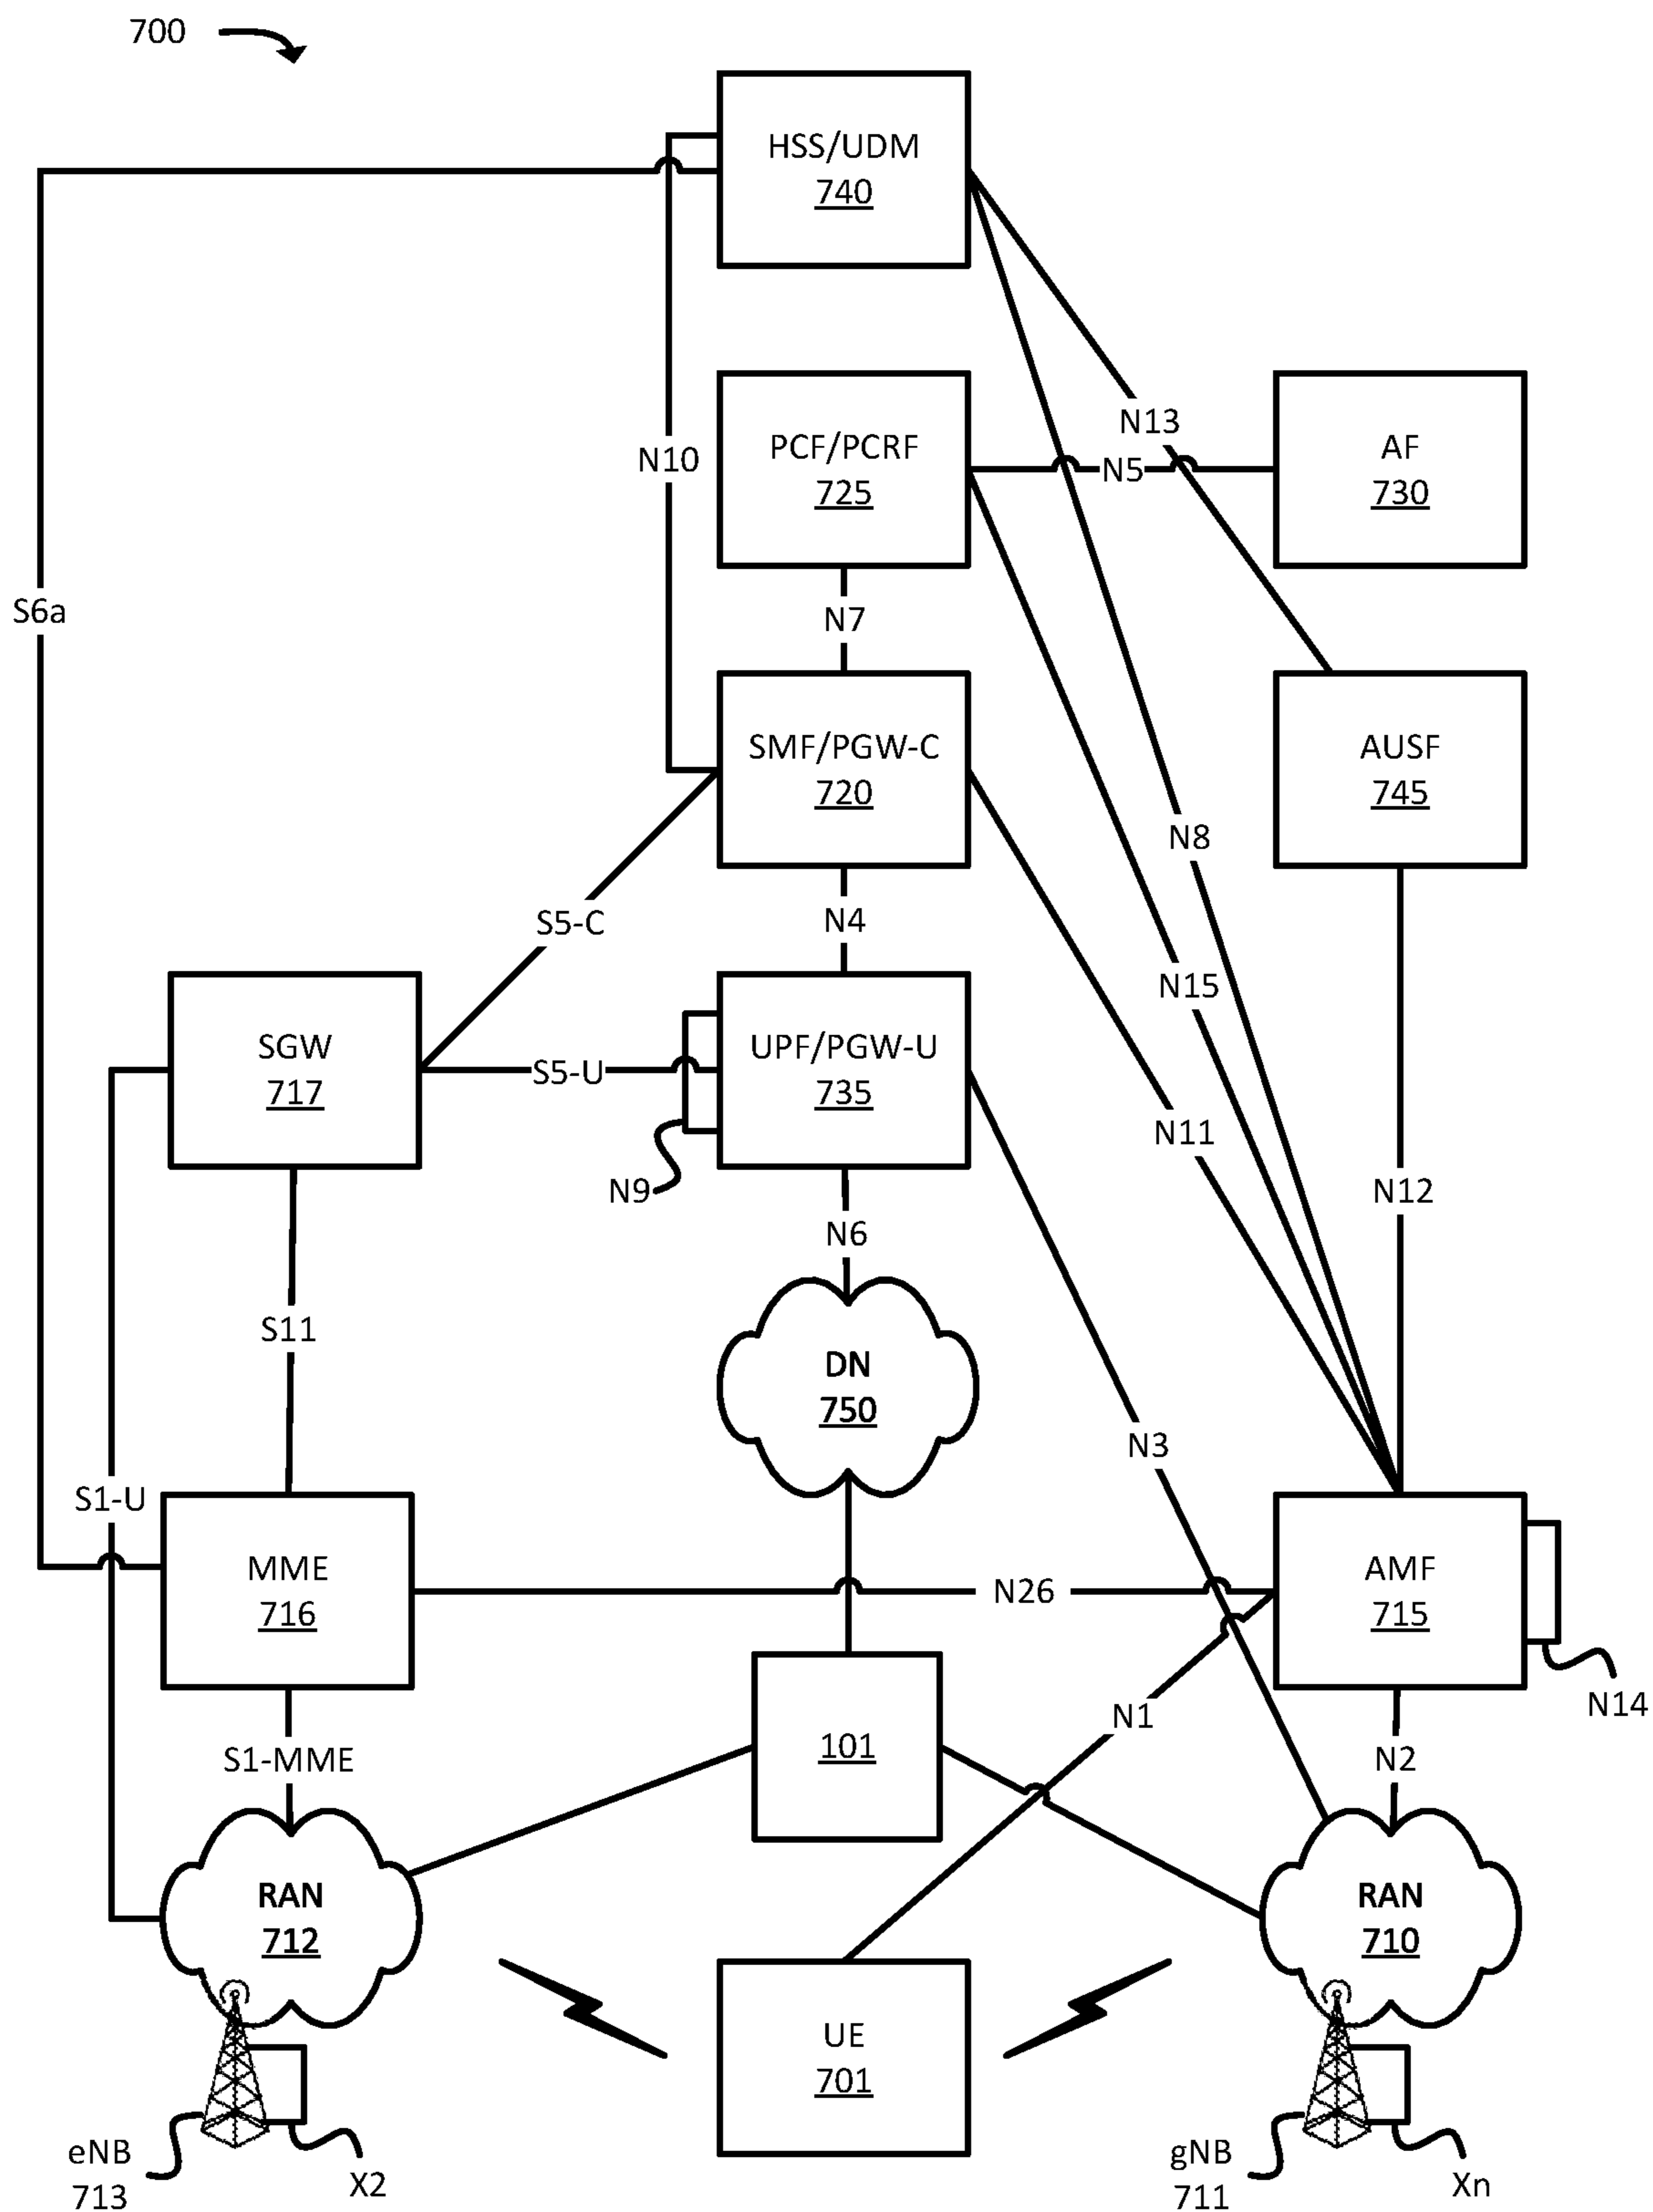 700
HSS/UDM
740
N13
PCF/PCRF
725
AF
730
N10
N5
S6a
N7
SMF/PGW-C
720
AUSF
745
N8
S5-C
N4
N15
SGW
717
S5-U
UPF/PGW-U
735
N11
N9
N12
N6
S11
DN
750
N3
S1-U
MME
716
N26
AMF
715
N14
N1
101
S1-MME
N2
RAN
712
RAN
710
UE
701
eNB
713
X2
gNB
711
Xn